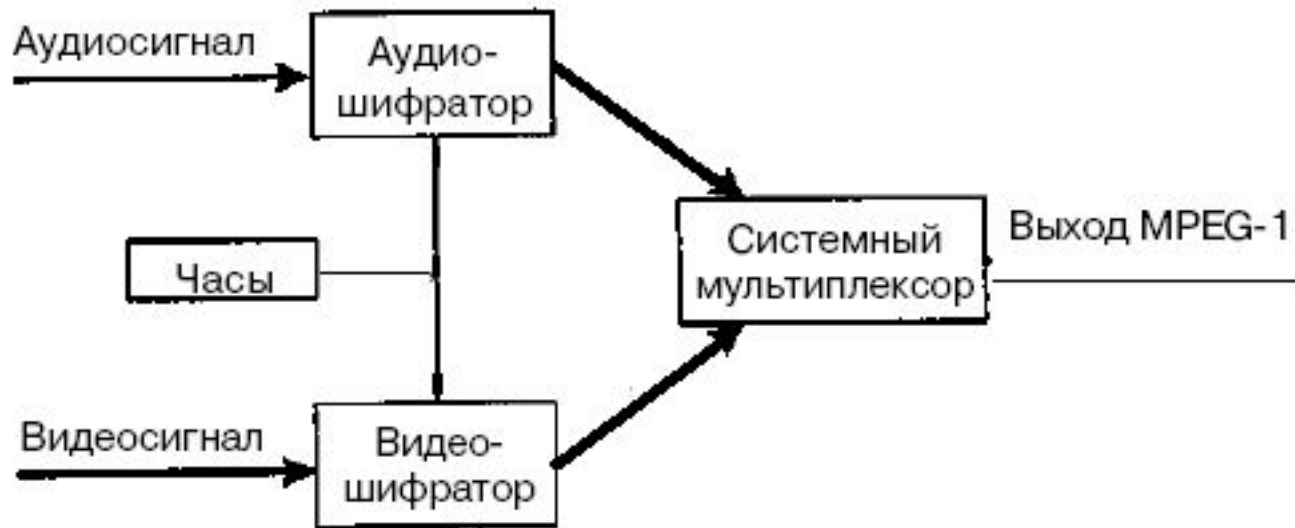 Аудиосигнал
Аудио-
шифратор
Часы
Системный
мультиплексор
Выход MPEG-1
Видеосигнал
Видео-
шифратор